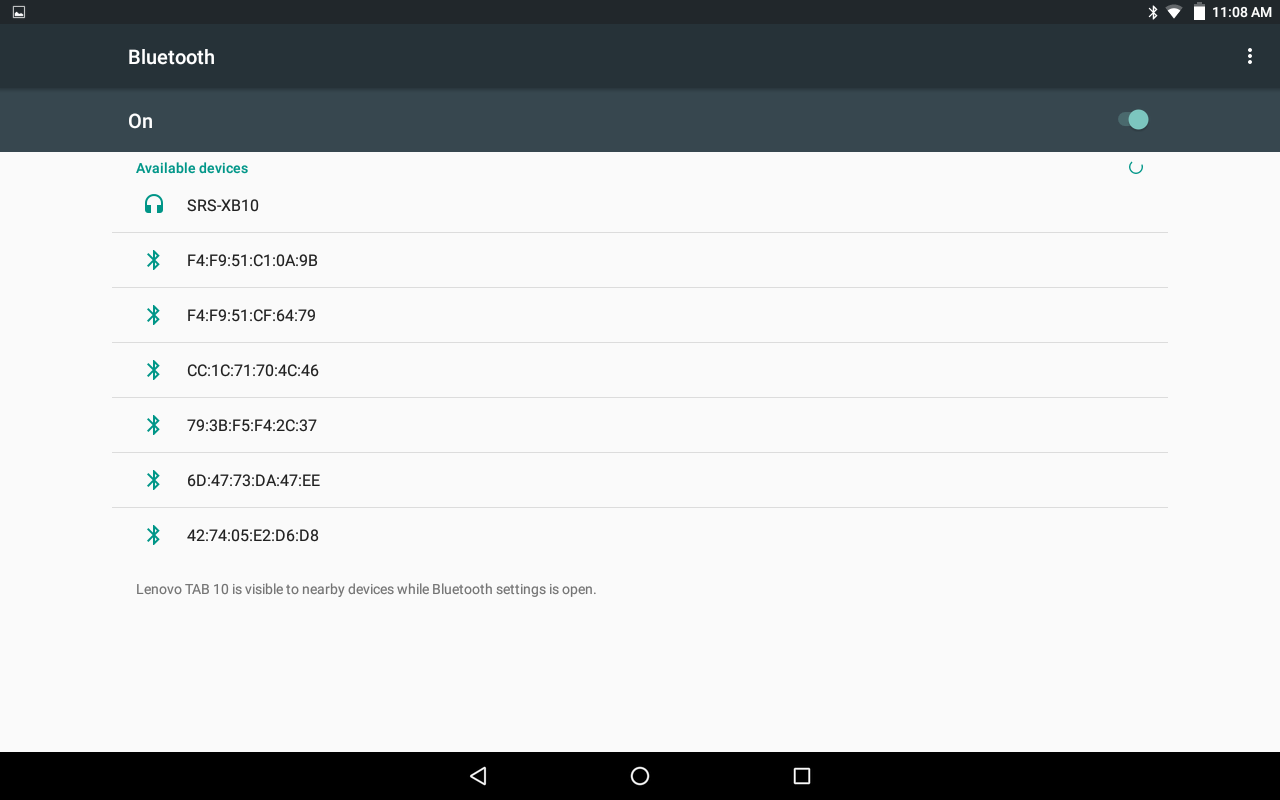 11:08 AM
Bluetooth
On
Available devices
SRS-XB10
F4:F9:51:C1:0A:9B
F4:F9:51:CF:64:79
CC:1C:71:70:4C:46
79:3B:F5:F4:2C:37
6D:47:73:DA:47:EE
42:74:05:E2:D6:D8
Lenovo TAB 10 is visible to nearby devices while Bluetooth settings is open.